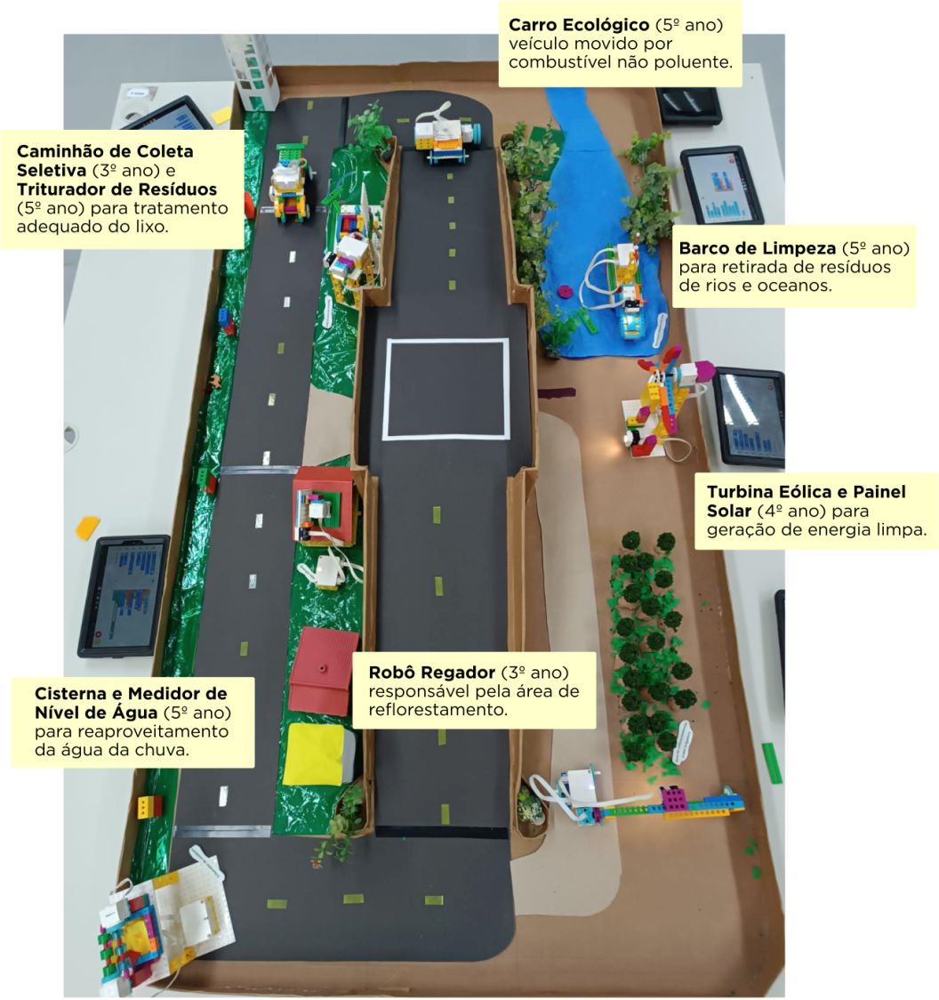 Carro Ecológico (5º ano)
veículo movido por
combustível não poluente.
Caminhão de Coleta
Seletiva (3º ano) e
Triturador de Resíduos
(5º ano) para tratamento
adequado do lixo.
Barco de Limpeza (5º ano)
para retirada de resíduos
de rios e oceanos.
Turbina Eólica e Painel
Solar (4º ano) para
geração de energia limpa.
Robô Regador (3º ano)
responsável pela área de
reflorestamento.
Cisterna e Medidor de
Nível de Água (5º ano)
para reaproveitamento
da água da chuva.